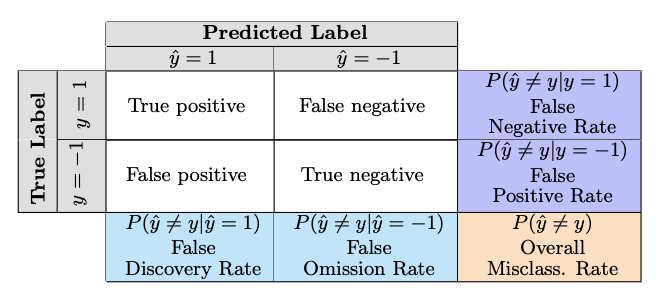 Predicted Label
ŷ = 1
ŷ = −1
True Label
y = 1
True positive
False negative
P(ŷ ≠ y|y = 1)
False
Negative Rate
y = −1
False positive
True negative
P(ŷ ≠ y|y = −1)
False
Positive Rate
P(ŷ ≠ y|ŷ = 1)
False
Discovery Rate
P(ŷ ≠ y|ŷ = −1)
False
Omission Rate
P(ŷ ≠ y)
Overall
Misclass. Rate